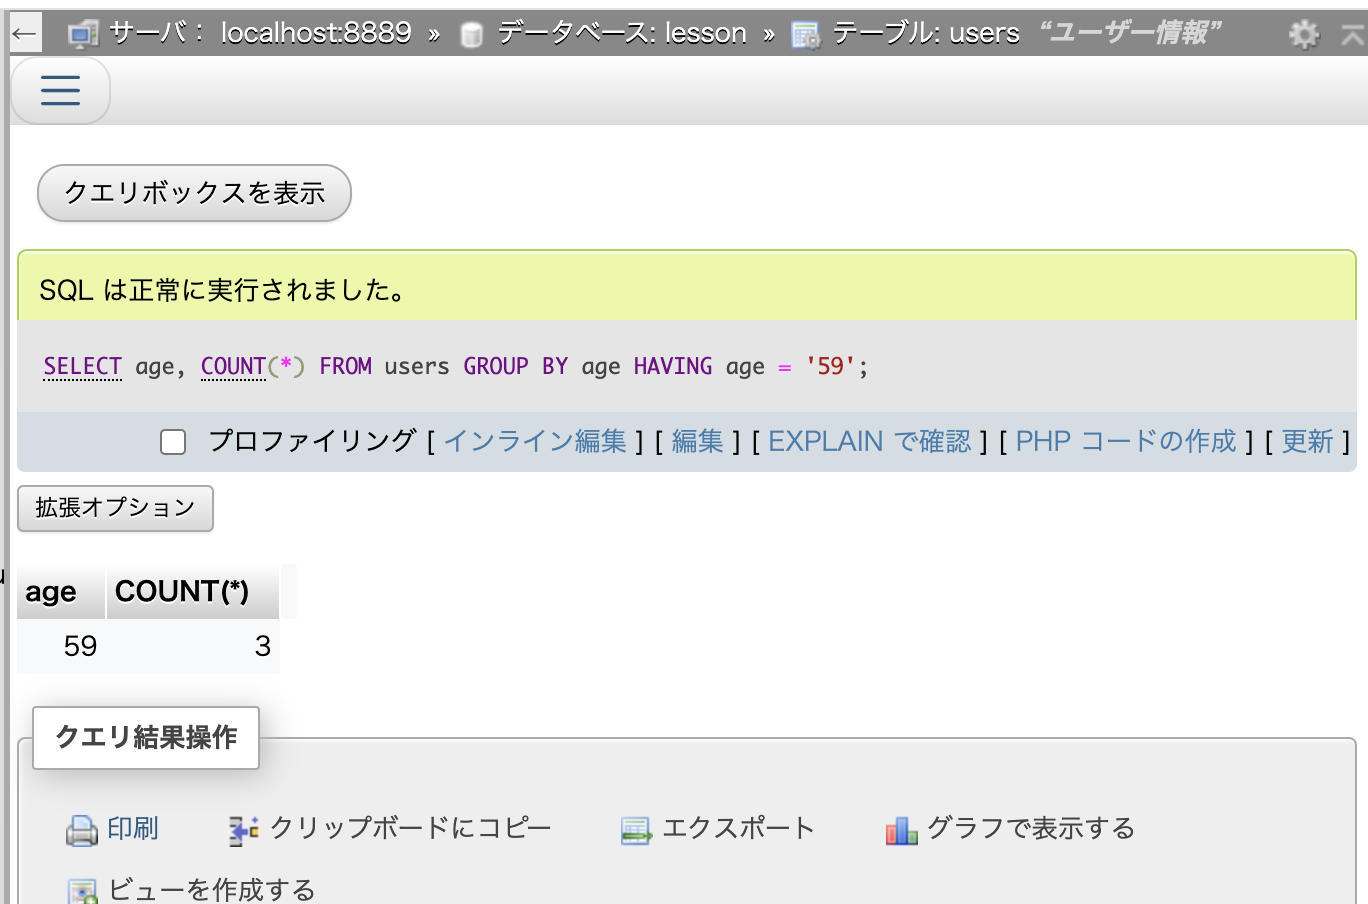 ← サーバ： localhost:8889 » データベース: lesson » テーブル: users “ユーザー情報”
クエリボックスを表示
SQL は正常に実行されました。
SELECT age, COUNT(*) FROM users GROUP BY age HAVING age = '59';
プロファイリング [ インライン編集 ] [ 編集 ] [ EXPLAIN で確認 ] [ PHP コードの作成 ] [ 更新 ]
拡張オプション
age COUNT(*)
59 3
クエリ結果操作
印刷 クリップボードにコピー エクスポート グラフで表示する
ビューを作成する